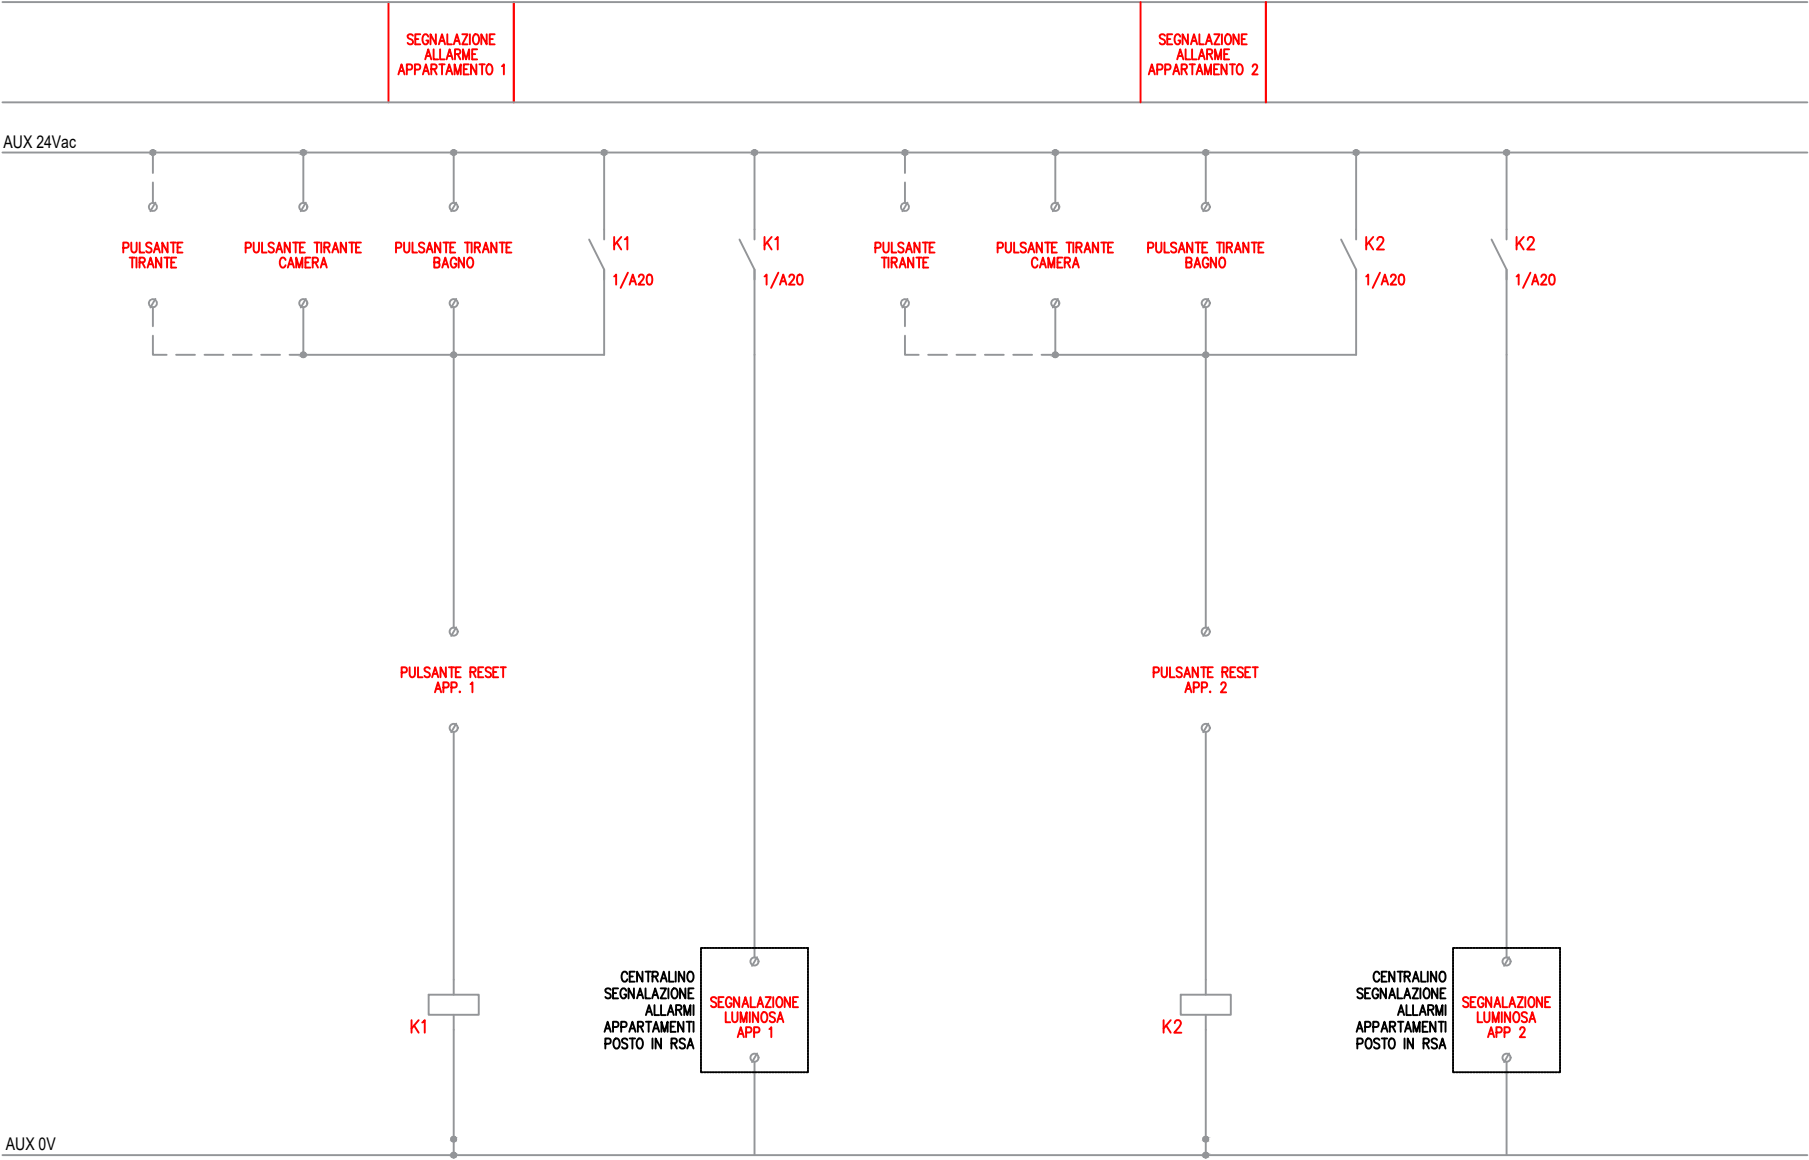 SEGNALAZIONE
ALLARME
APPARTAMENTO 1
SEGNALAZIONE
ALLARME
APPARTAMENTO 2
AUX 24Vac
PULSANTE
TIRANTE
PULSANTE TIRANTE
CAMERA
PULSANTE TIRANTE
BAGNO
K1
1/A20
K1
1/A20
PULSANTE
TIRANTE
PULSANTE TIRANTE
CAMERA
PULSANTE TIRANTE
BAGNO
K2
1/A20
K2
1/A20
PULSANTE RESET
APP. 1
PULSANTE RESET
APP. 2
K1
CENTRALINO
SEGNALAZIONE
ALLARMI
APPARTAMENTI
POSTO IN RSA
SEGNALAZIONE
LUMINOSA
APP 1
K2
CENTRALINO
SEGNALAZIONE
ALLARMI
APPARTAMENTI
POSTO IN RSA
SEGNALAZIONE
LUMINOSA
APP 2
AUX 0V